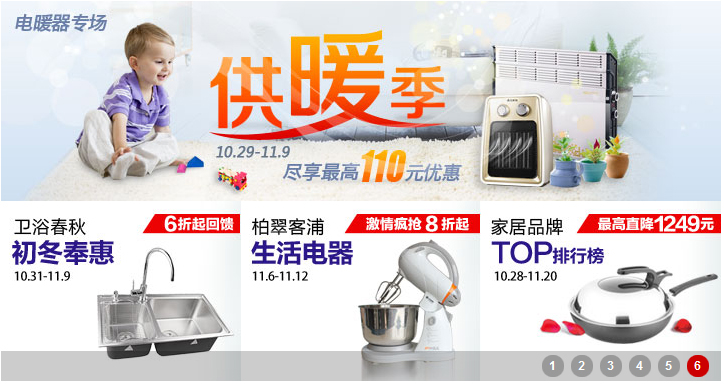 电暖器专场
供暖季
10.29-11.9
尽享最高110元优惠
卫浴春秋
6折起回馈
初冬奉惠
10.31-11.9
柏翠客浦
激情疯抢8折起
生活电器
11.6-11.12
家居品牌
最高直降1249元
TOP排行榜
10.28-11.20
1 2 3 4 5 6